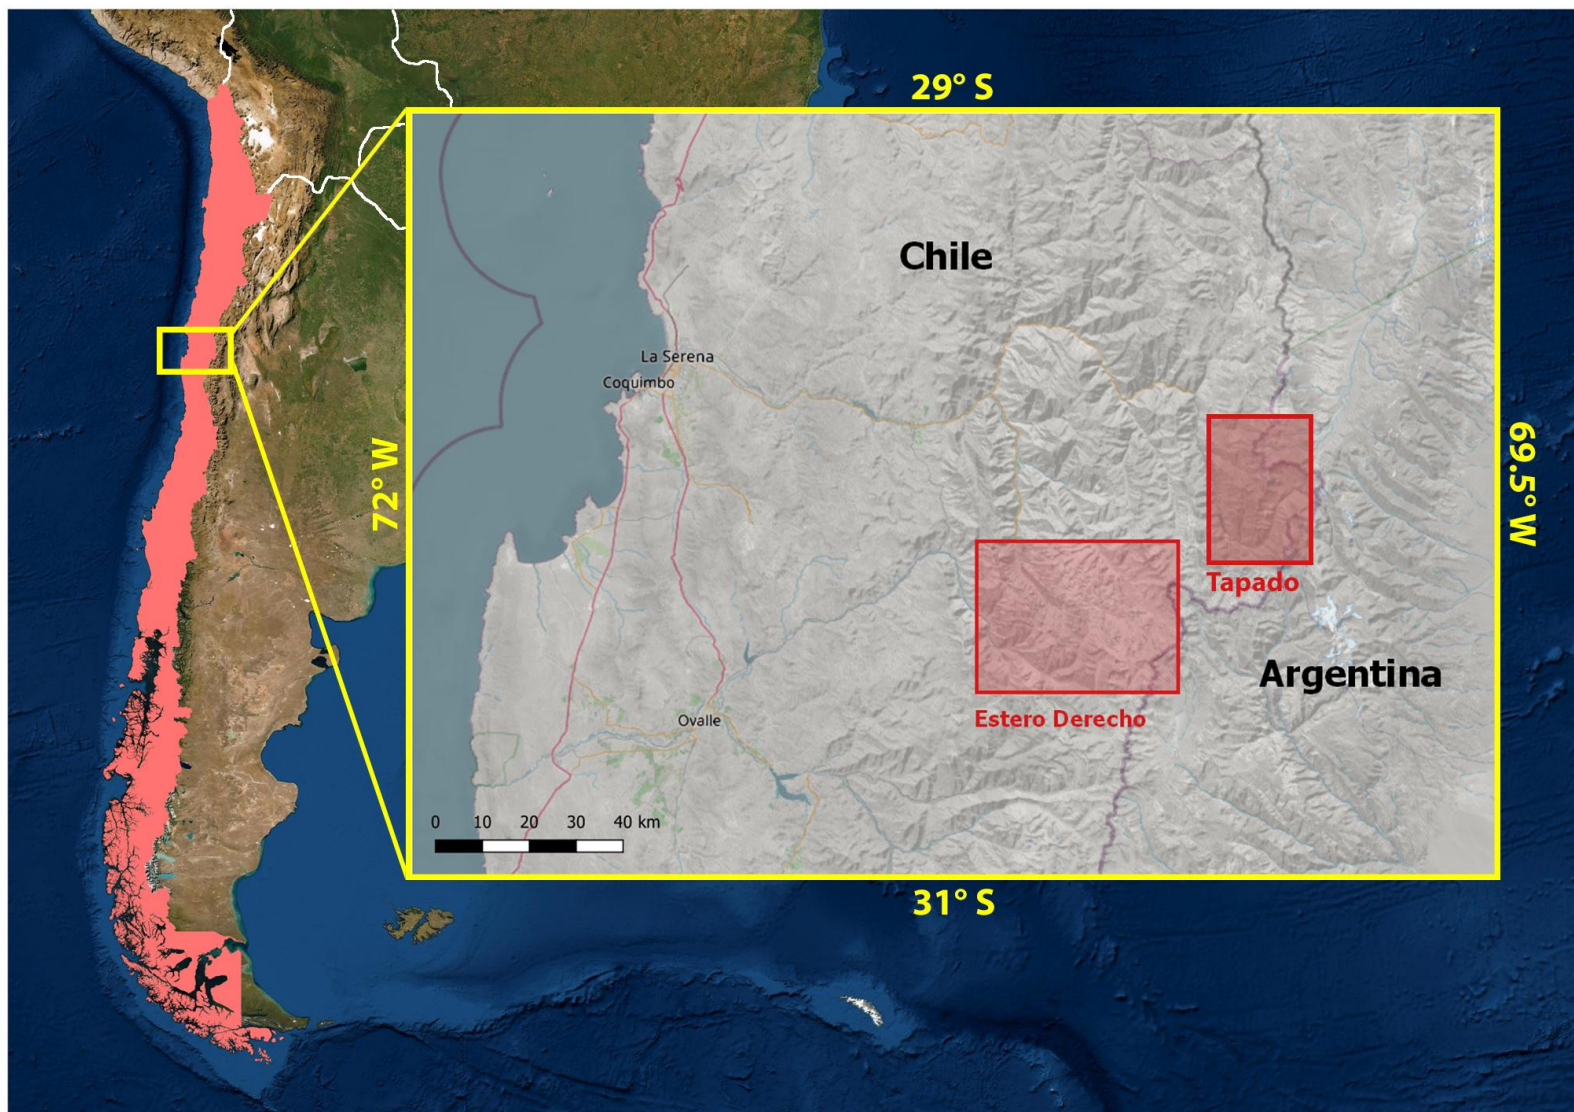 29° S
Chile
La Serena
Coquimbo
72° W
69.5° W
Tapado
Argentina
Estero Derecho
Ovalle
0 10 20 30 40 km
31° S